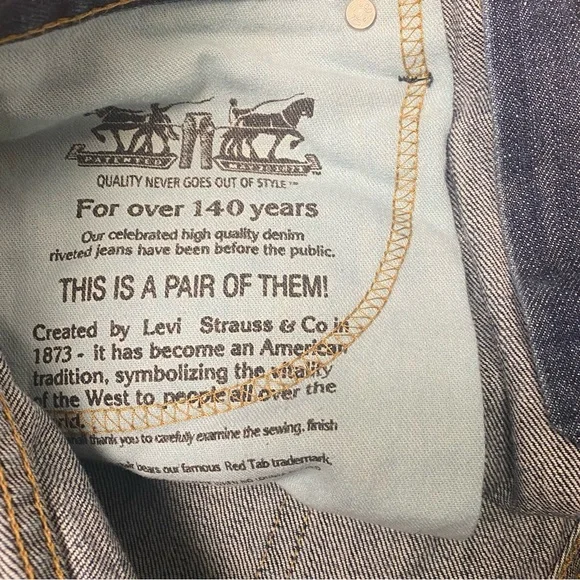 QUALITY NEVER GOES OUT OF STYLE™
For over 140 years
Our celebrated high quality denim
riveted jeans have been before the public.
THIS IS A PAIR OF THEM!
Created by Levi Strauss & Co in
1873 - it has become an American
tradition, symbolizing the vitality
of the West to people all over the
thank you to carefully examine the sewing, finish
bears our famous Red Tab trademark,